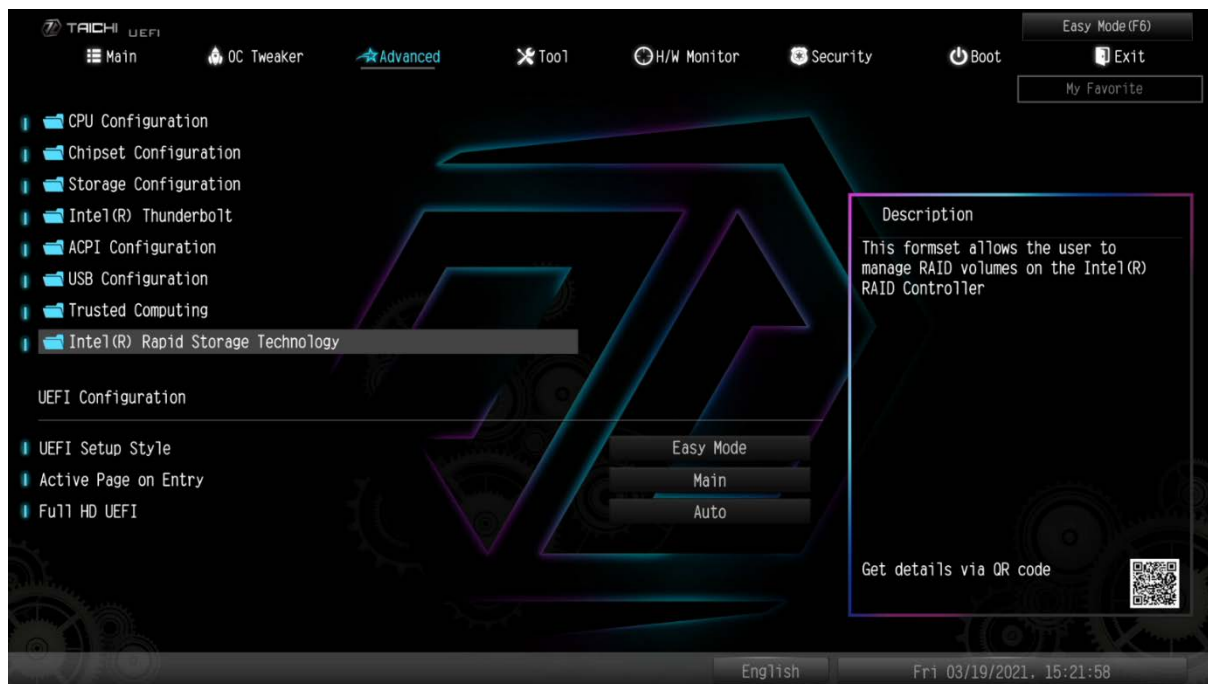 TAICHI UEFI
Easy Mode(F6)
Main
OC Tweaker
Advanced
Tool
H/W Monitor
Security
Boot
Exit
My Favorite
CPU Configuration
Chipset Configuration
Storage Configuration
Intel(R) Thunderbolt
ACPI Configuration
USB Configuration
Trusted Computing
Intel(R) Rapid Storage Technology
UEFI Configuration
UEFI Setup Style
Easy Mode
Active Page on Entry
Main
Full HD UEFI
Auto
Description
This formset allows the user to
manage RAID volumes on the Intel(R)
RAID Controller
Get details via QR code
English
Fri 03/19/2021, 15:21:58